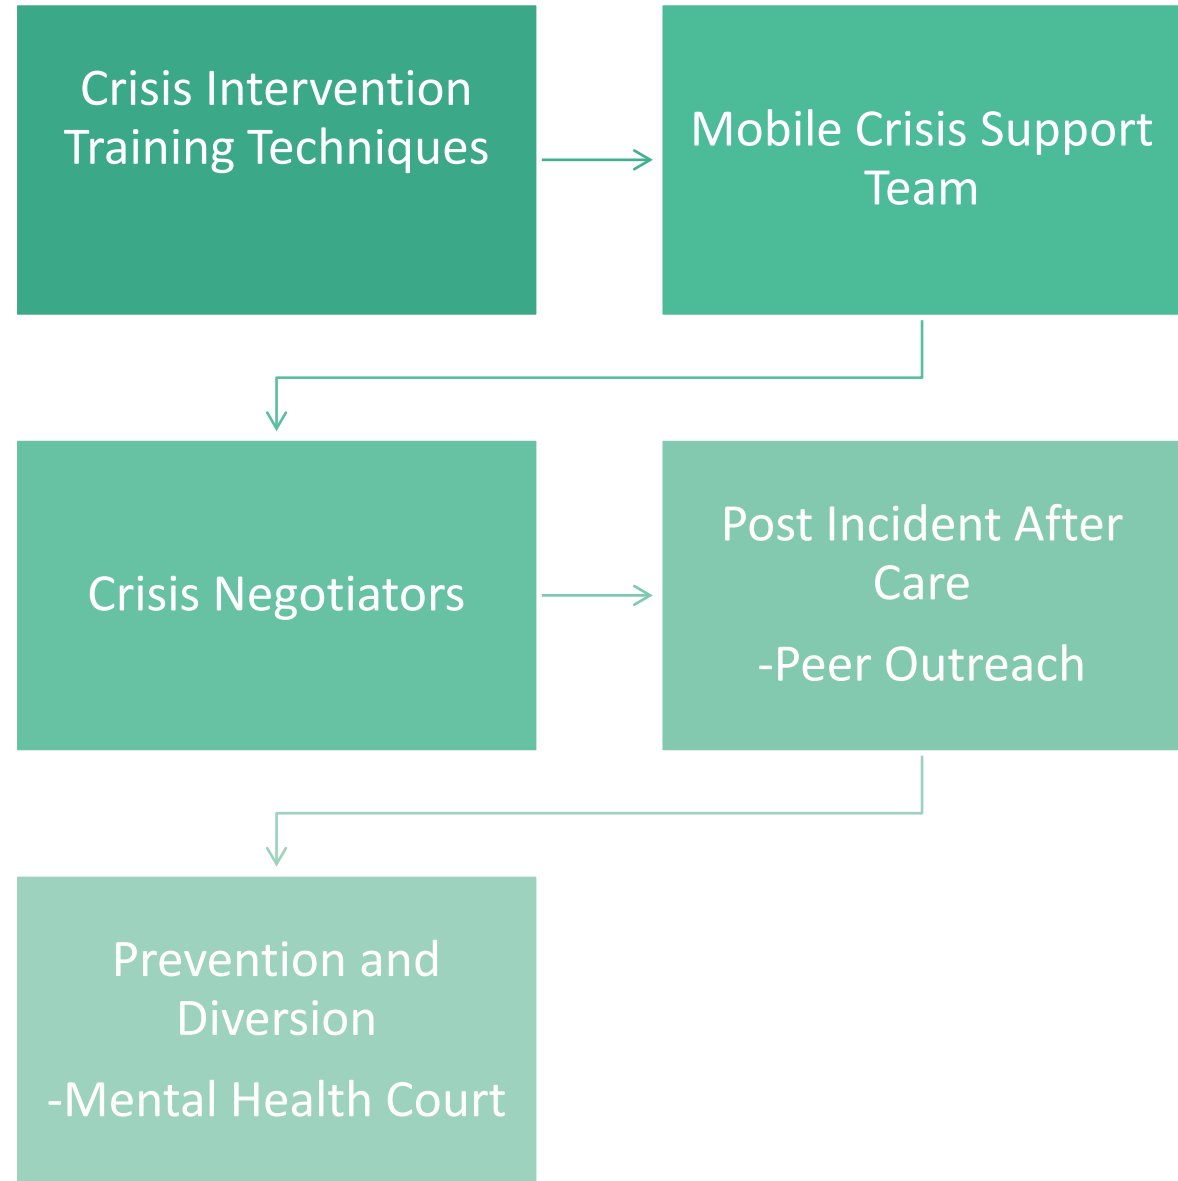 Crisis Intervention
Training Techniques
Mobile Crisis Support
Team
Crisis Negotiators
Post Incident After
Care
-Peer Outreach
Prevention and
Diversion
-Mental Health Court